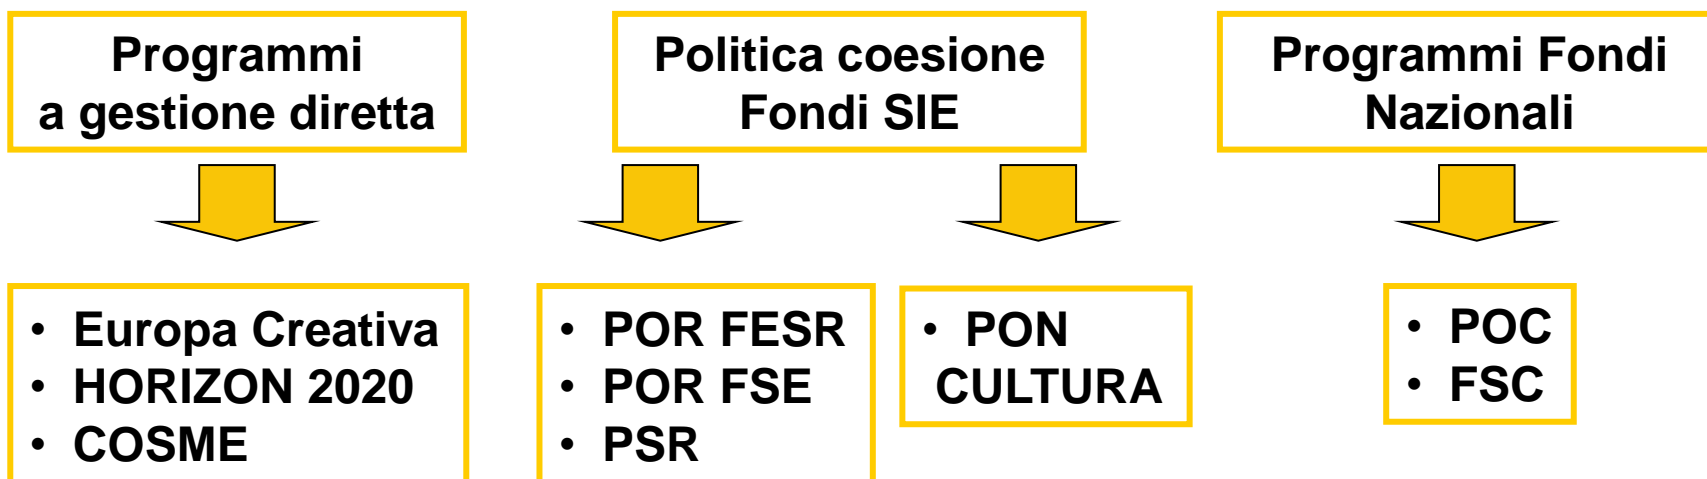 Programmi
a gestione diretta
Politica coesione
Fondi SIE
Programmi Fondi
Nazionali
• Europa Creativa
• HORIZON 2020
• COSME
• POR FESR
• POR FSE
• PSR
• PON
CULTURA
• POC
• FSC